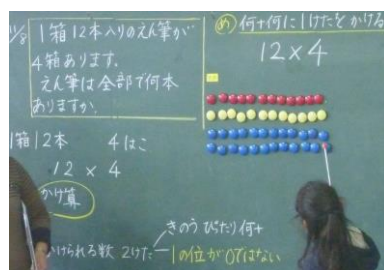 11/8
1箱12本入りのえん筆が
4箱あります。
えん筆は全部で何本
ありますか。
1箱12本 4はこ
12 × 4
かけ算
かけられる数 2けた
きのう ぴたり何十
1の位が0ではない
め 何十何に1けたをかける
12×4